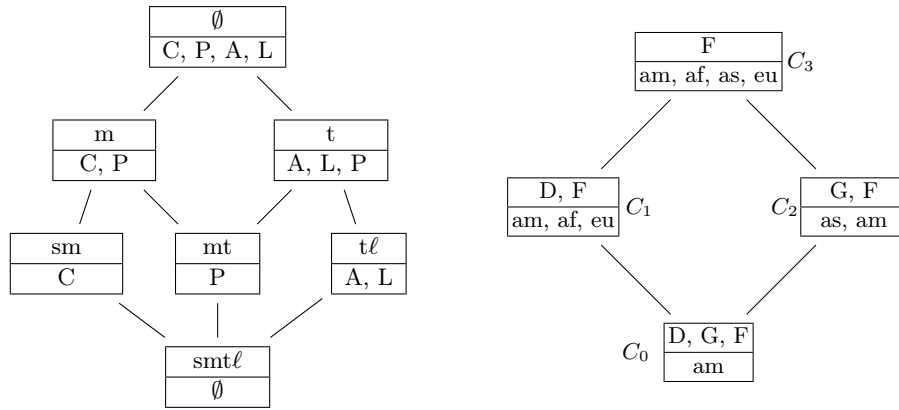 ∅
C, P, A, L
m
C, P
t
A, L, P
sm
C
mt
P
tℓ
A, L
smtℓ
∅
F
am, af, as, eu
C₃
D, F
am, af, eu
C₁
G, F
as, am
C₂
D, G, F
am
C₀